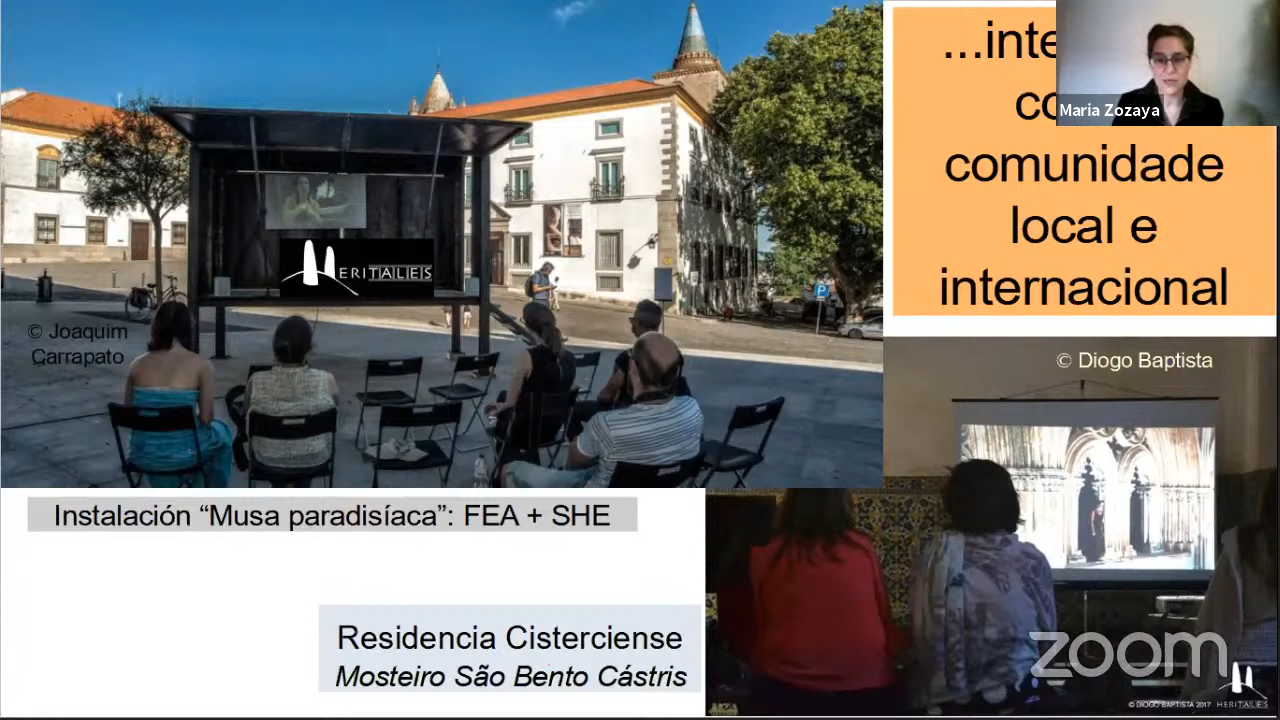 ...inte
co
Maria Zozaya
comunidade
local e
internacional
HERITALES
© Joaquim
Carrapato
© Diogo Baptista
Instalación “Musa paradisíaca”: FEA + SHE
Residencia Cisterciense
Mosteiro São Bento Cástris
zoom
© DIOGO BAPTISTA 2017 HERITALES